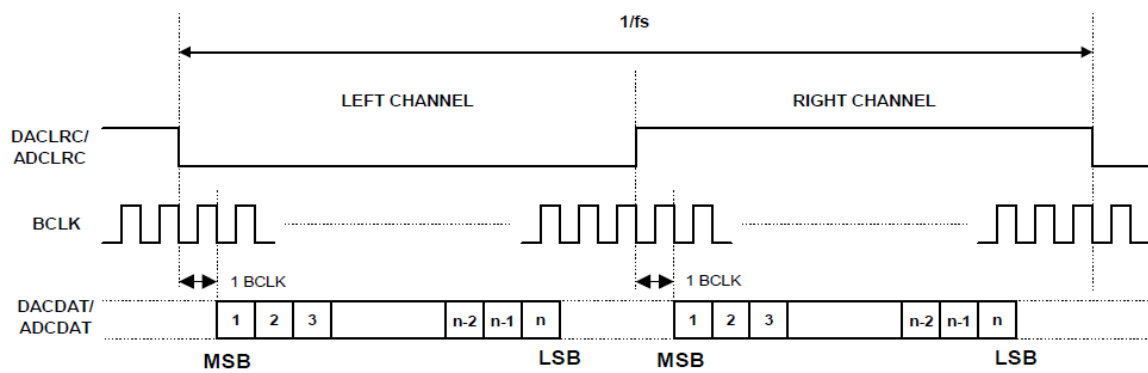 1/fs
LEFT CHANNEL RIGHT CHANNEL
DACLRC/
ADCLRC
BCLK
1 BCLK 1 BCLK
DACDAT/
ADCDAT
1 2 3 n-2 n-1 n 1 2 3 n-2 n-1 n
MSB LSB MSB LSB